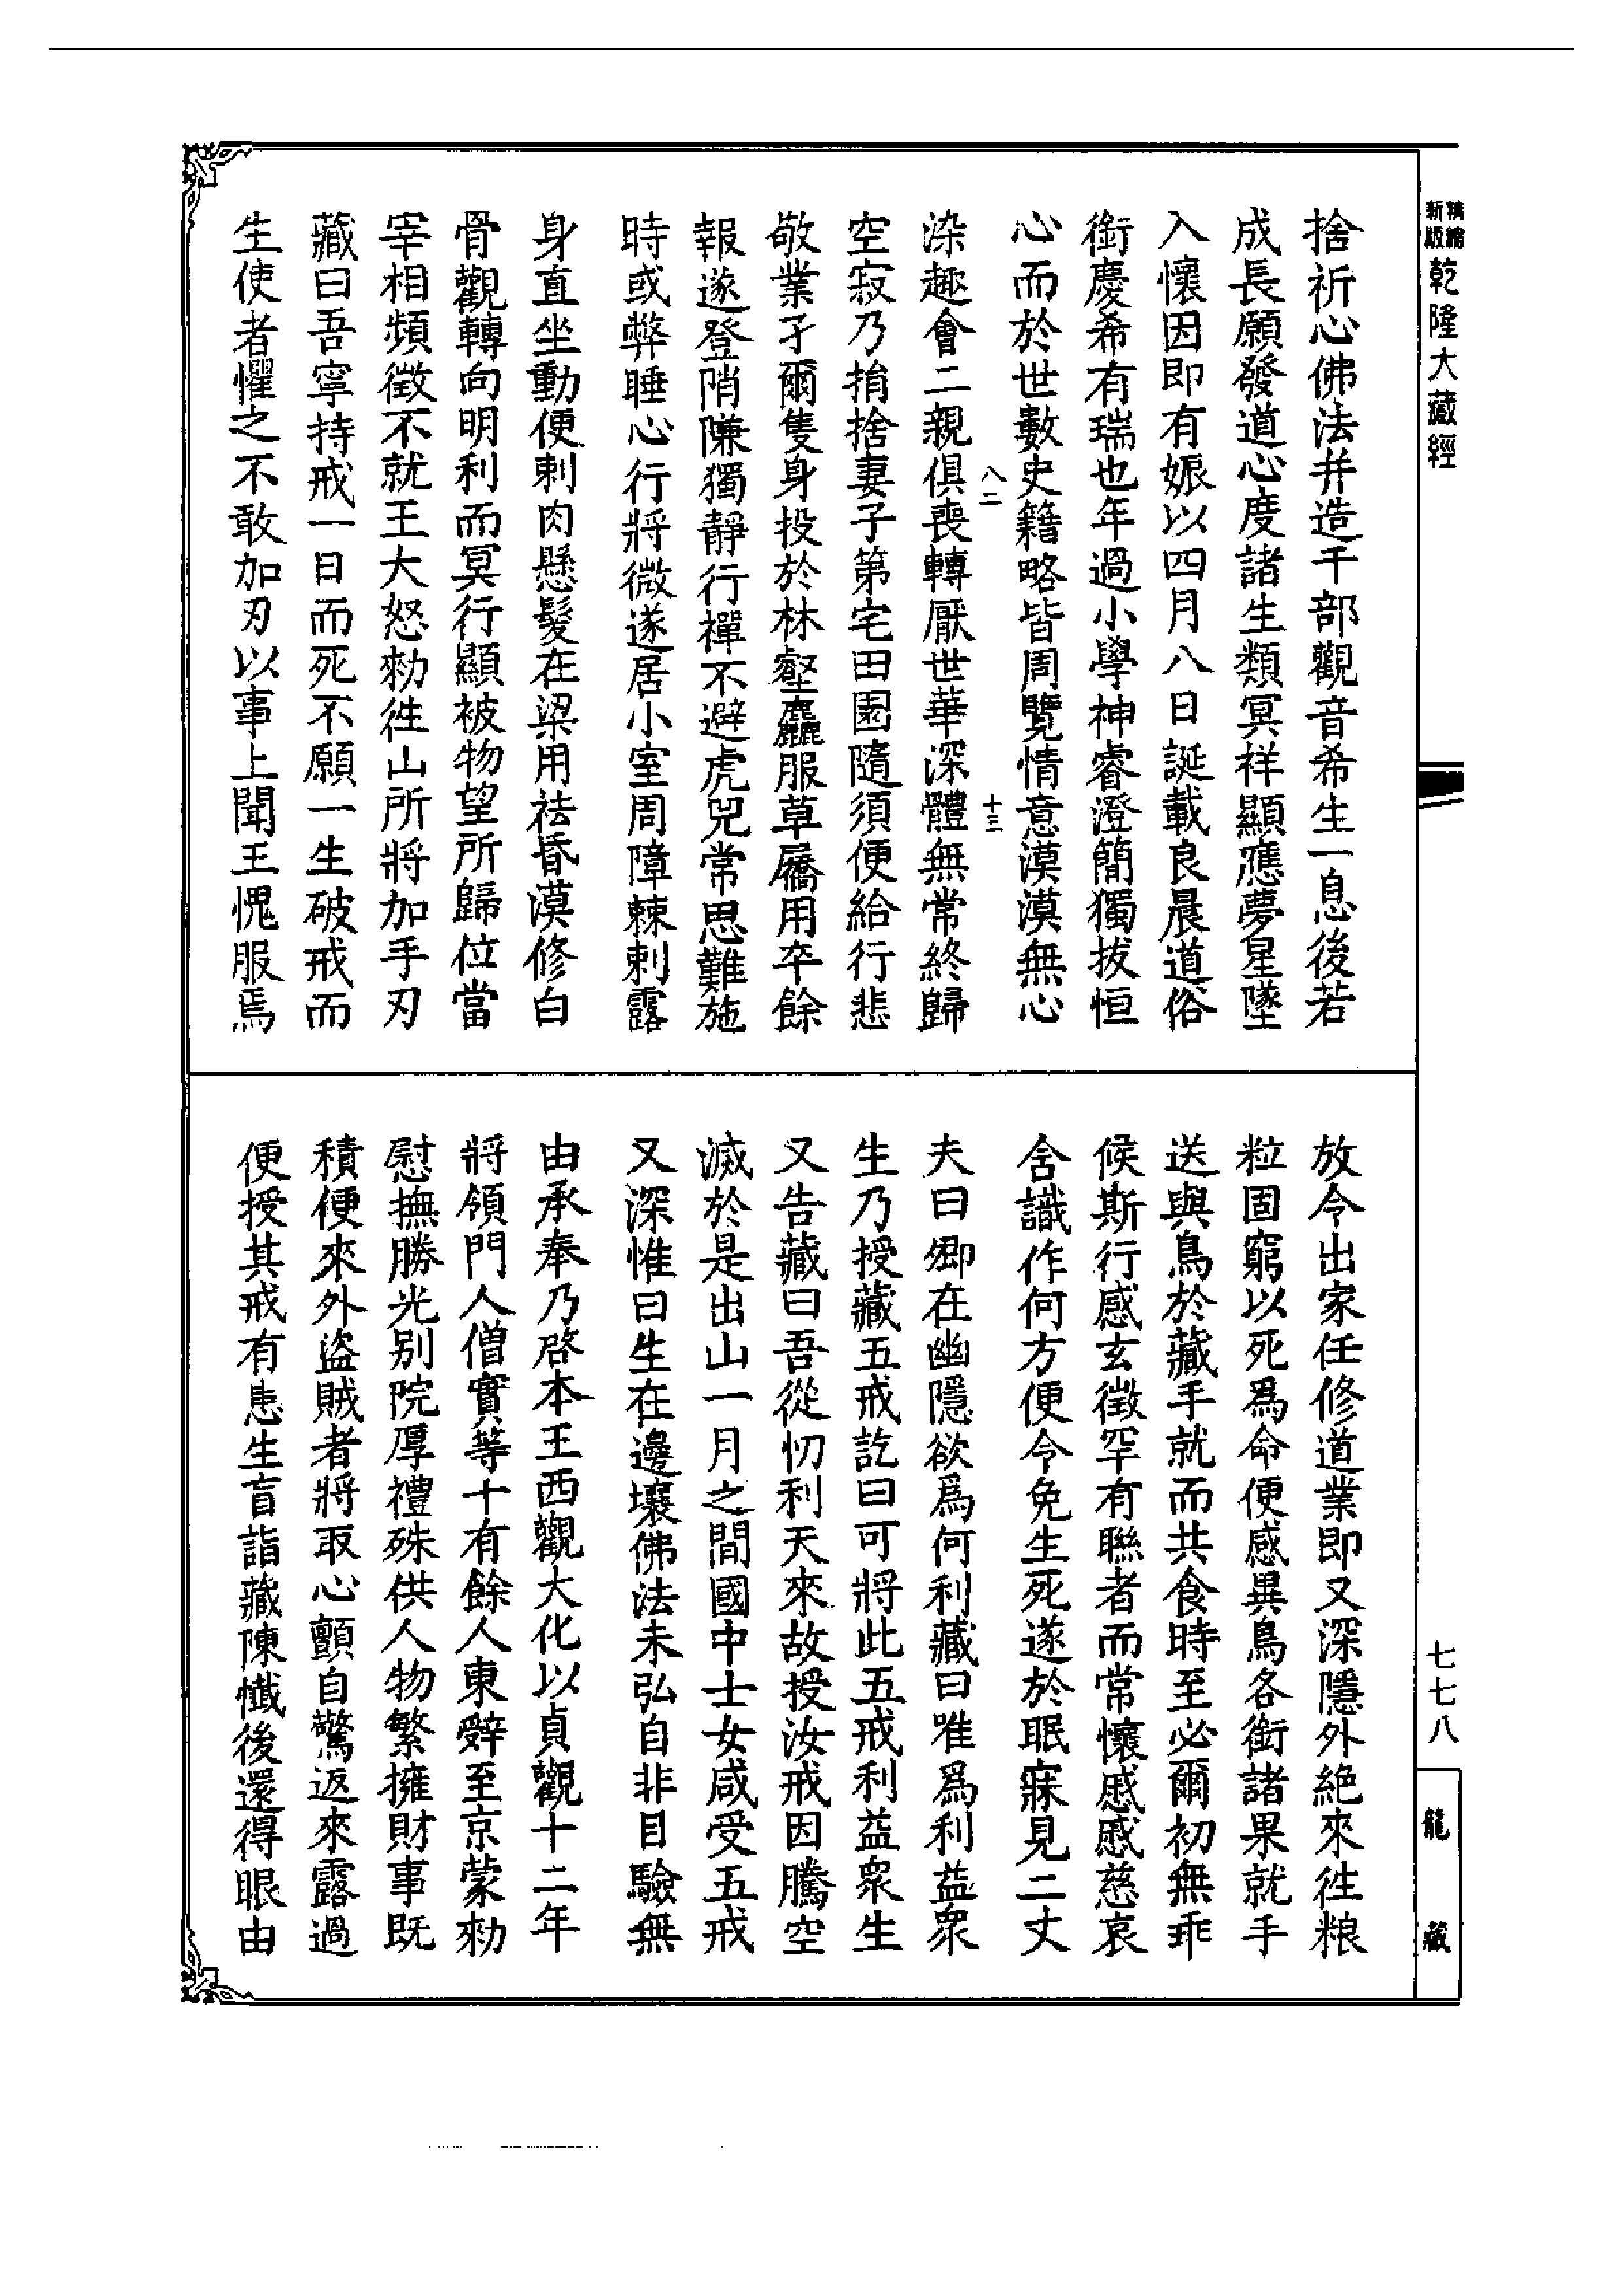 精縮新版乾隆大藏經
捨祈心佛法并造千部觀音希生一息後若
成長願發道心度諸生類冥祥顯應夢星墜
入懷因即有娠以四月八日誕載良晨道俗
銜慶希有瑞也年過小學神睿澄簡獨拔恒
心而於世數史籍略皆周覽情意漠漠無心
八二 十三
染趣會二親俱喪轉厭世華深體無常終歸
空寂乃捐捨妻子第宅田園隨須便給行悲
敬業孑爾隻身投於林壑麤服草屩用卒餘
報遂登陗隒獨靜行禪不避虎兕常思難施
時或弊睡心行將微遂居小室周障棘刺露
身直坐動便刺肉懸髮在梁用祛昏漠修白
骨觀轉向明利而冥行顯被物望所歸位當
宰相頻徵不就王大怒勑往山所將加手刃
藏曰吾寧持戒一日而死不願一生破戒而
生使者懼之不敢加刃以事上聞王愧服焉
放令出家任修道業即又深隱外絶來往粮
粒固窮以死爲命便感異鳥各銜諸果就手
送與鳥於藏手就而共食時至必爾初無乖
候斯行感玄徵罕有聯者而常懷慼慼慈哀
含識作何方便令免生死遂於眠寐見二丈
夫曰卿在幽隱欲爲何利藏曰唯爲利益眾
生乃授藏五戒訖曰可將此五戒利益眾生
又告藏曰吾從忉利天來故授汝戒因騰空
滅於是出山一月之間國中士女咸受五戒
又深惟曰生在邊壤佛法未弘自非目驗無
由承奉乃啓本王西觀大化以貞觀十二年
將領門人僧實等十有餘人東辭至京蒙勑
慰撫勝光别院厚禮殊供人物繁擁財事既
積便來外盜賊者將取心顫自驚返來露過
便授其戒有患生盲詣藏陳懺後還得眼由
七七八
龍藏